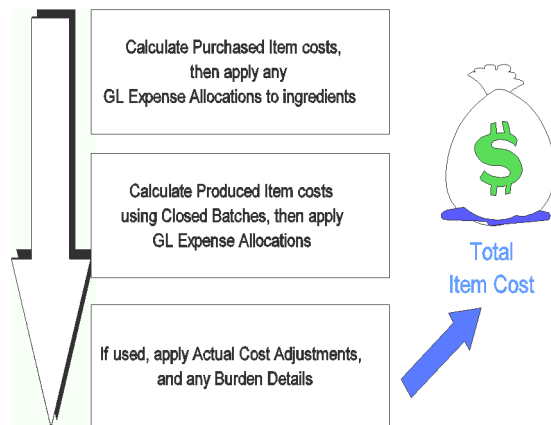 Calculate Purchased Item costs,
then apply any
GL Expense Allocations to ingredients
Calculate Produced Item costs
using Closed Batches, then apply
GL Expense Allocations
If used, apply Actual Cost Adjustments,
and any Burden Details
$
Total
Item Cost